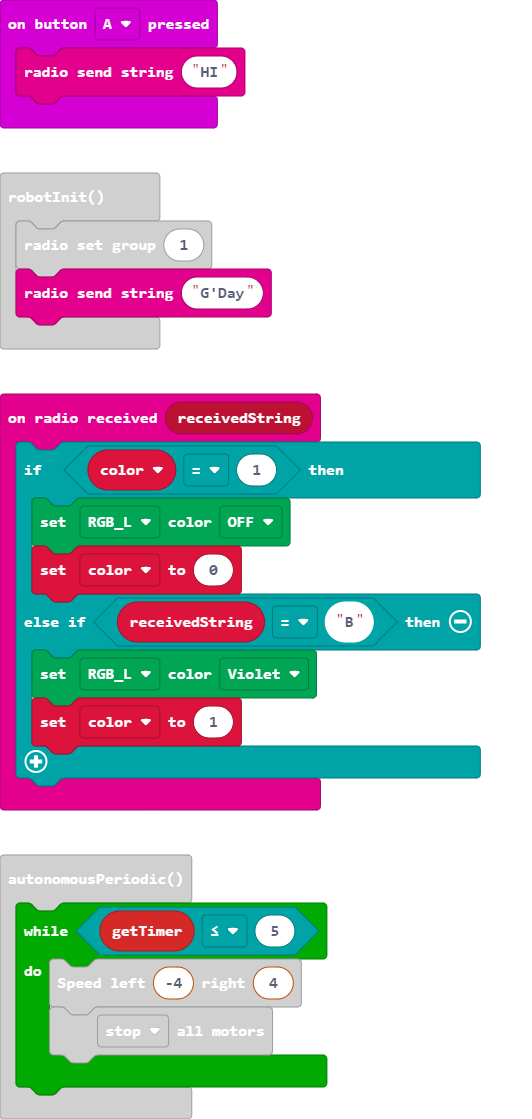 on button A pressed
radio send string "HI"
robotInit()
radio set group 1
radio send string "G'Day"
on radio received receivedString
if color = 1 then
set RGB_L color OFF
set color to 0
else if receivedString = "B" then
set RGB_L color Violet
set color to 1
autonomousPeriodic()
while getTimer ≤ 5
do
Speed left -4 right 4
stop all motors